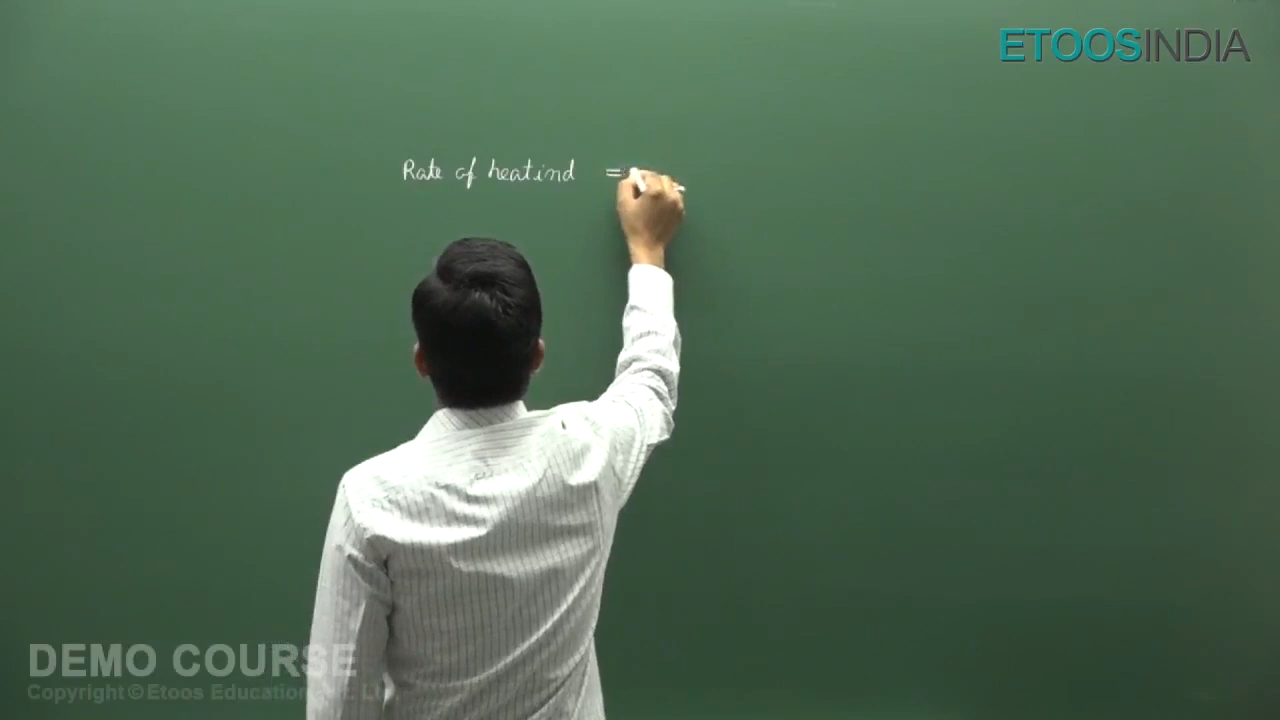 ETOOSINDIA
Rate of heatind =
DEMO COURSE
Copyright © Etoos Education